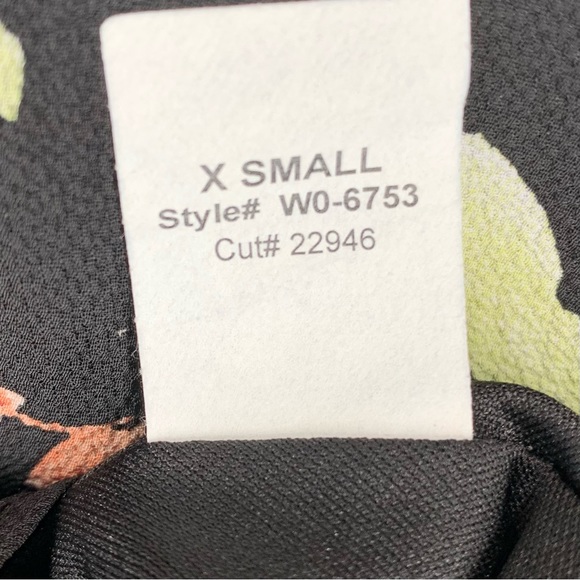 X SMALL
Style# W0-6753
Cut# 22946